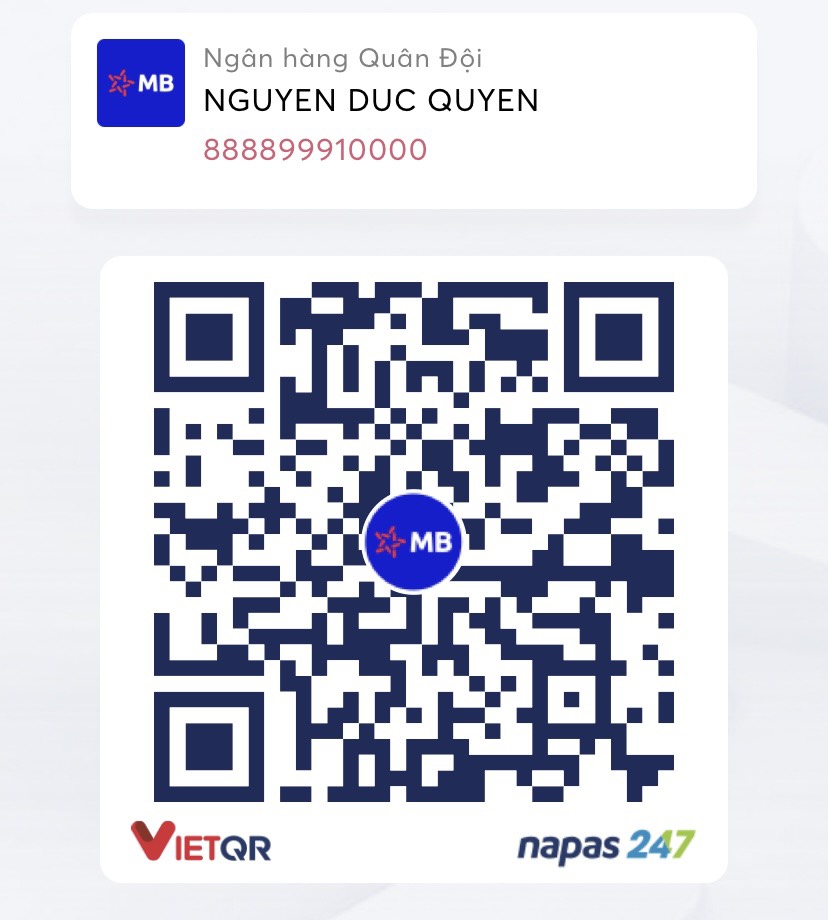 MB
Ngân hàng Quân Đội
NGUYEN DUC QUYEN
888899910000
MB
VIETQR
napas 247